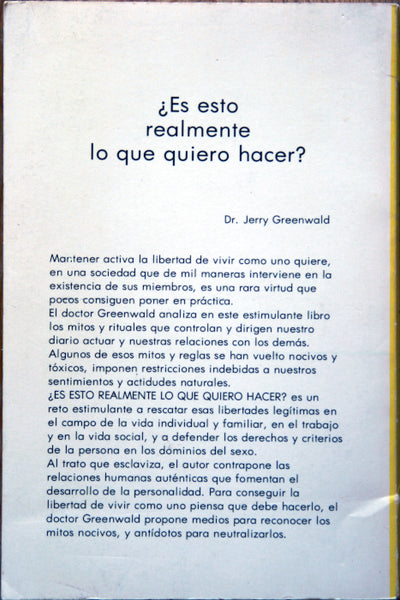 ¿Es esto
realmente
lo que quiero hacer?
Dr. Jerry Greenwald
Mantener activa la libertad de vivir como uno quiere,
en una sociedad que de mil maneras interviene en la
existencia de sus miembros, es una rara virtud que
pocos consiguen poner en práctica.
El doctor Greenwald analiza en este estimulante libro
los mitos y rituales que controlan y dirigen nuestro
diario actuar y nuestras relaciones con los demás.
Algunos de esos mitos y reglas se han vuelto nocivos y
tóxicos, imponen restricciones indebidas a nuestros
sentimientos y actidudes naturales.
¿ES ESTO REALMENTE LO QUE QUIERO HACER? es un
reto estimulante a rescatar esas libertades legítimas en
el campo de la vida individual y familiar, en el trabajo
y en la vida social, y a defender los derechos y criterios
de la persona en los dominios del sexo.
Al trato que esclaviza, el autor contrapone las
relaciones humanas auténticas que fomentan el
desarrollo de la personalidad. Para conseguir la
libertad de vivir como uno piensa que debe hacerlo, el
doctor Greenwald propone medios para reconocer los
mitos nocivos, y antídotos para neutralizarlos.